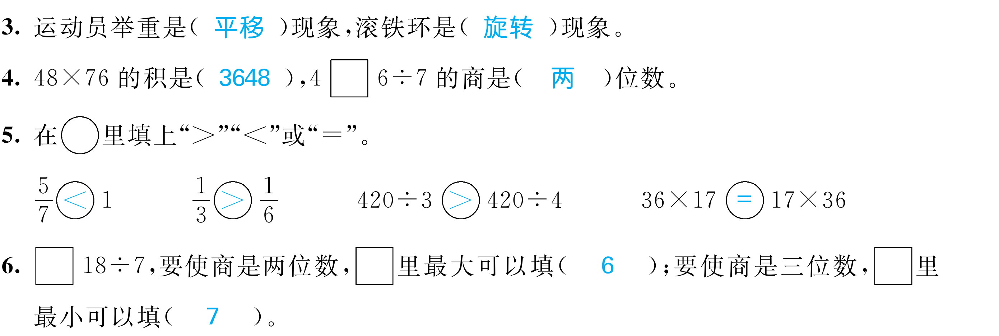 3. 运动员举重是( 平移 )现象,滚铁环是( 旋转 )现象。
4. 48×76 的积是( 3648 ),4□6÷7 的商是( 两 )位数。
5. 在○里填上“>”“<”或“=”。
5/7 < 1 1/3 > 1/6 420÷3 > 420÷4 36×17 = 17×36
6. □18÷7,要使商是两位数,□里最大可以填( 6 );要使商是三位数,□里
最小可以填( 7 )。